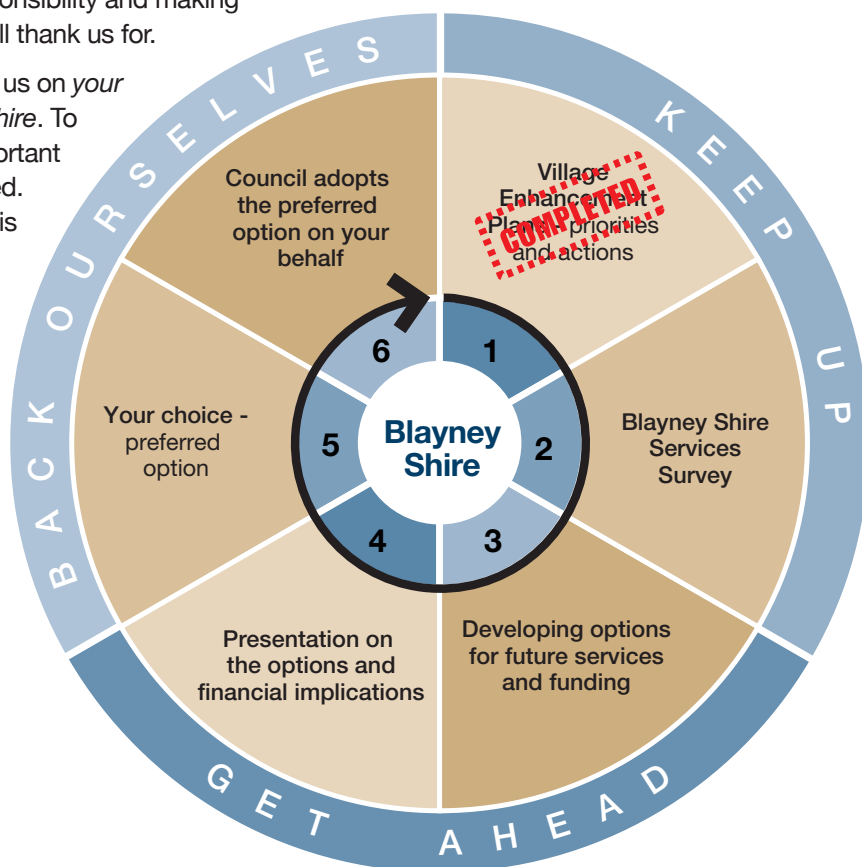 onsibility and making
ll thank us for.
us on your
hire. To
ortant
ed.
is
BACK OURSELVES
KEEP UP
GET AHEAD
Village
Enhancement
Plans - priorities
and actions
COMPLETED
Blayney Shire
Services
Survey
Developing options
for future services
and funding
Presentation on
the options and
financial implications
Your choice -
preferred
option
Council adopts
the preferred
option on your
behalf
1
2
3
4
5
6
Blayney
Shire